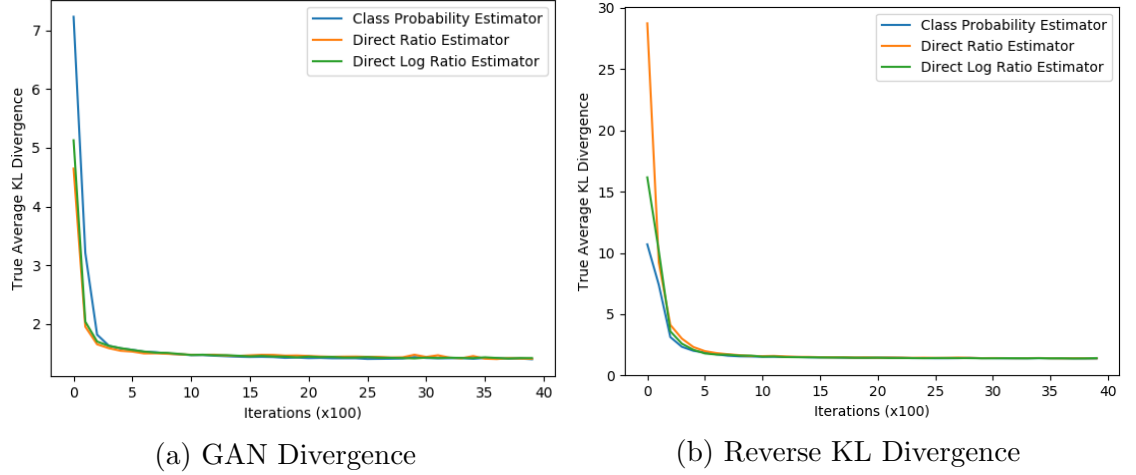 7
6
5
4
3
2
True Average KL Divergence
Class Probability Estimator
Direct Ratio Estimator
Direct Log Ratio Estimator
0 5 10 15 20 25 30 35 40
Iterations (x100)
(a) GAN Divergence
30
25
20
15
10
5
0
True Average KL Divergence
Class Probability Estimator
Direct Ratio Estimator
Direct Log Ratio Estimator
0 5 10 15 20 25 30 35 40
Iterations (x100)
(b) Reverse KL Divergence